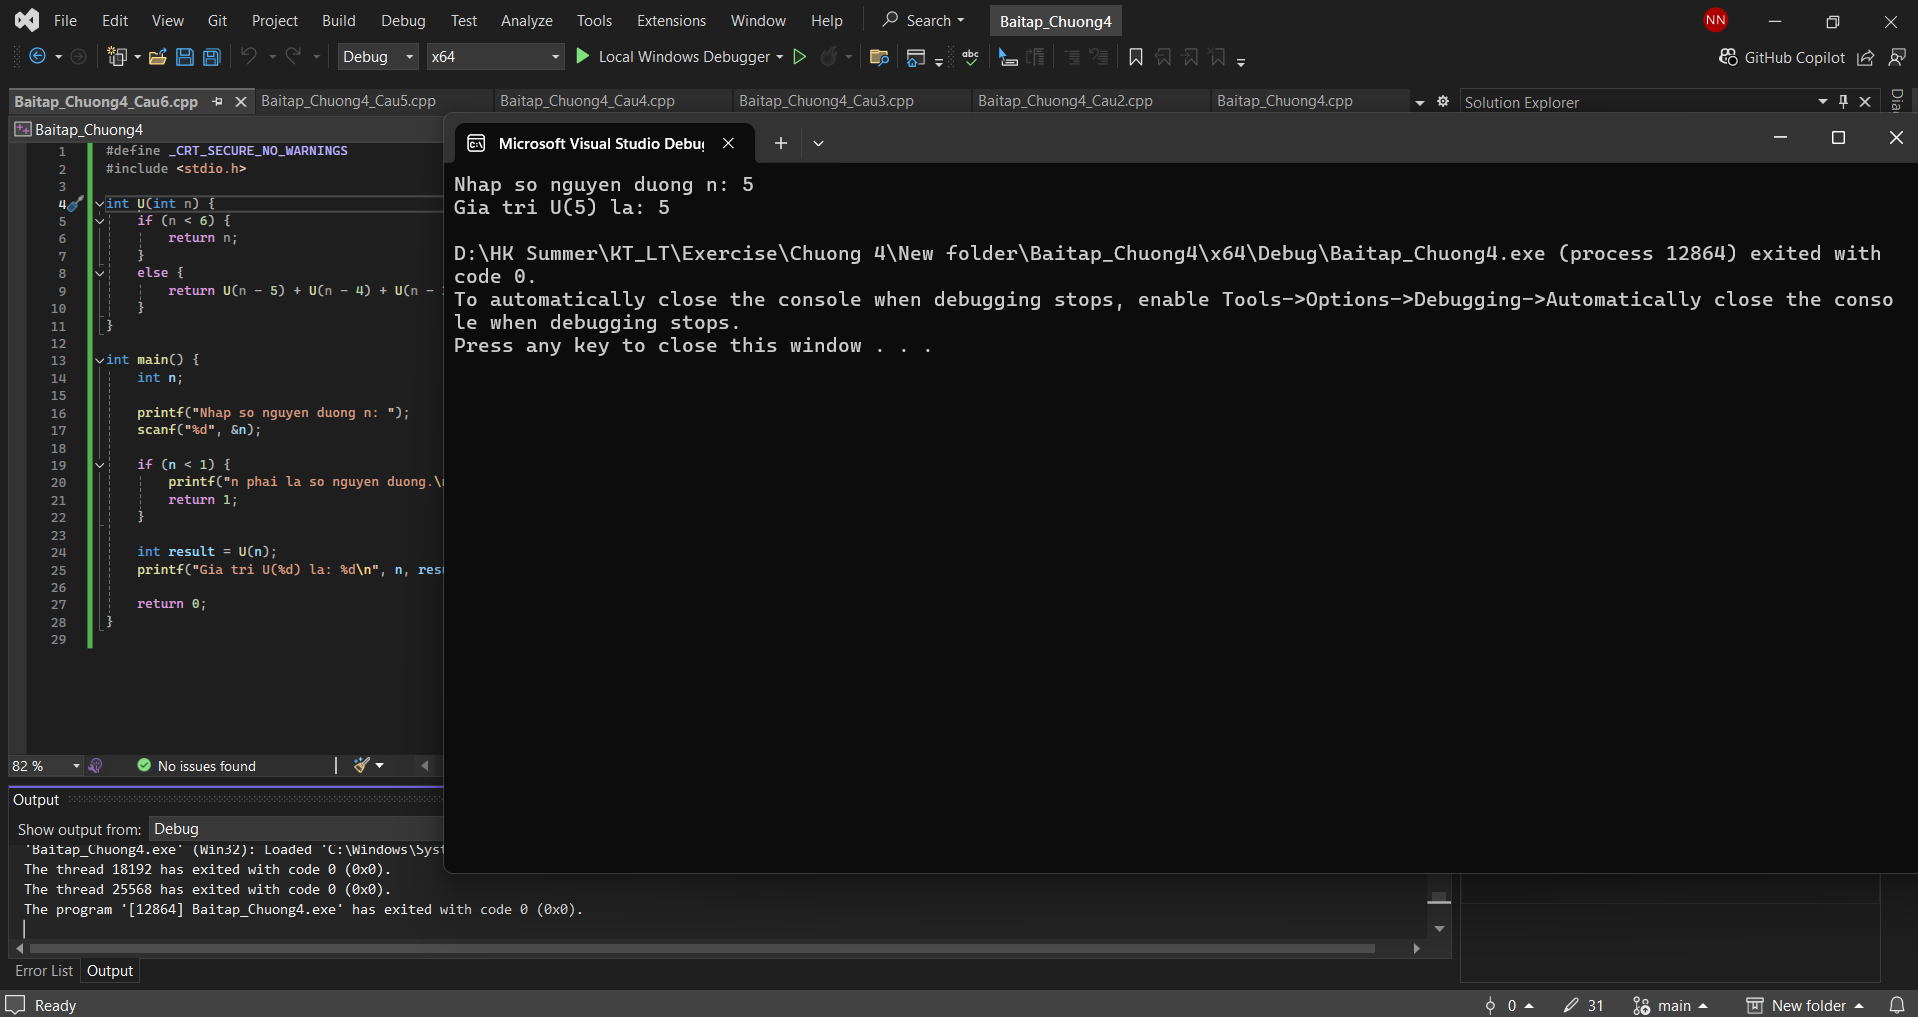 File Edit View Git Project Build Debug Test Analyze Tools Extensions Window Help Search Baitap_Chuong4 NN
Debug x64 Local Windows Debugger abc GitHub Copilot
Baitap_Chuong4_Cau6.cpp Baitap_Chuong4_Cau5.cpp Baitap_Chuong4_Cau4.cpp Baitap_Chuong4_Cau3.cpp Baitap_Chuong4_Cau2.cpp Baitap_Chuong4.cpp Solution Explorer
Baitap_Chuong4
1 #define _CRT_SECURE_NO_WARNINGS
2 #include <stdio.h>
3
4 int U(int n) {
5 if (n < 6) {
6 return n;
7 }
8 else {
9 return U(n - 5) + U(n - 4) + U(n -
10 }
11 }
12
13 int main() {
14 int n;
15
16 printf("Nhap so nguyen duong n: ");
17 scanf("%d", &n);
18
19 if (n < 1) {
20 printf("n phai la so nguyen duong.\
21 return 1;
22 }
23
24 int result = U(n);
25 printf("Gia tri U(%d) la: %d\n", n, res
26
27 return 0;
28 }
29
Microsoft Visual Studio Debu
Nhap so nguyen duong n: 5
Gia tri U(5) la: 5
D:\HK Summer\KT_LT\Exercise\Chuong 4\New folder\Baitap_Chuong4\x64\Debug\Baitap_Chuong4.exe (process 12864) exited with
code 0.
To automatically close the console when debugging stops, enable Tools->Options->Debugging->Automatically close the conso
le when debugging stops.
Press any key to close this window . . .
82 % No issues found
Output
Show output from: Debug
'Baitap_Chuong4.exe' (Win32): Loaded 'C:\Windows\Syst
The thread 18192 has exited with code 0 (0x0).
The thread 25568 has exited with code 0 (0x0).
The program '[12864] Baitap_Chuong4.exe' has exited with code 0 (0x0).
Error List Output
Ready 0 31 main New folder